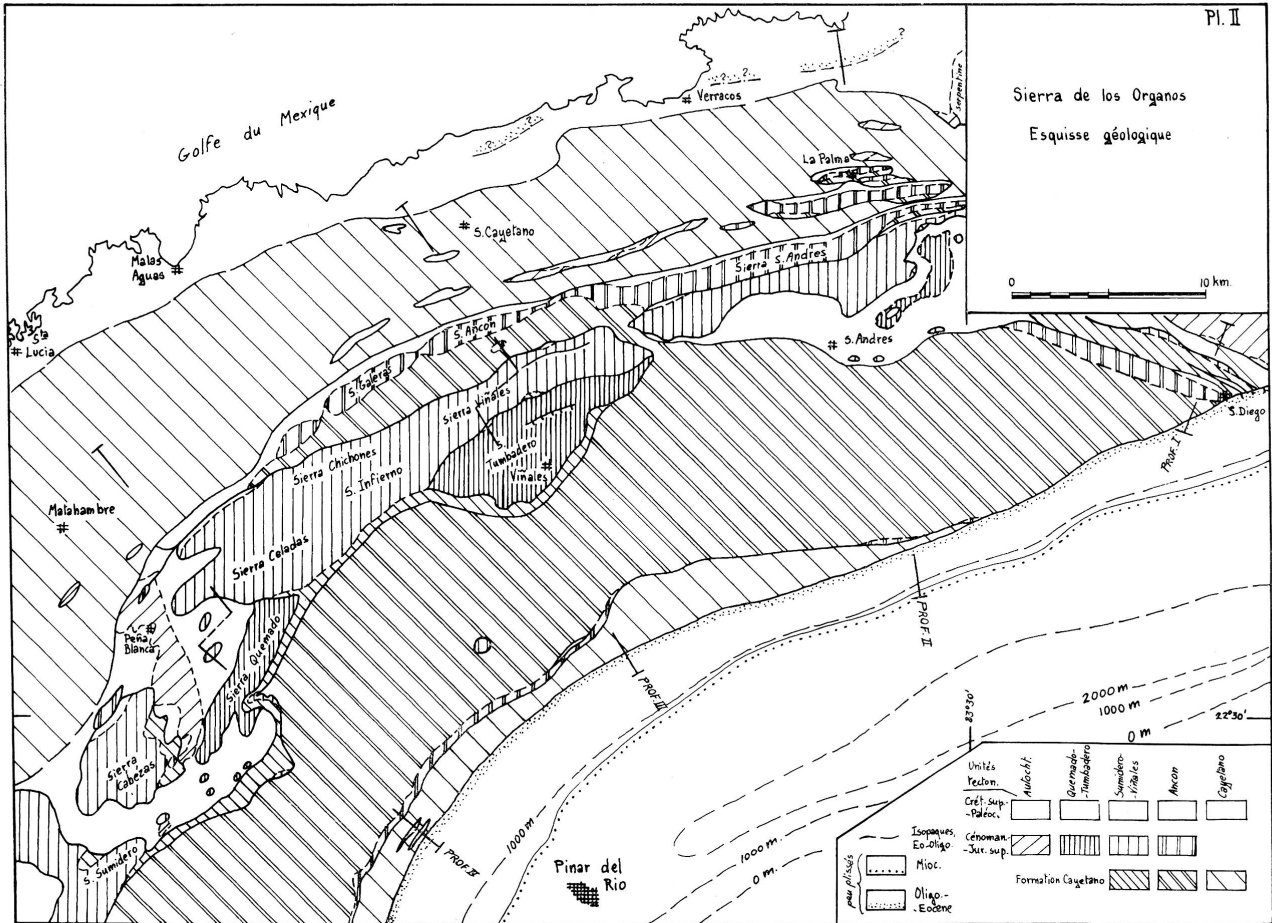 Pl. II
Sierra de los Organos
Esquisse géologique
0 10 km.
Golfe du Mexique
serpentine
? ?
?
? ?
Verracos
La Palma
S. Cayetano
Malas
Aguas
Sta
Lucia
Sierra S. Andres
S. Ancon
S. Andres
S. Galeras
Sierra Viñales
S. Diego
S.
Tumbadero
Viñales
Sierra Chichones
S. Infierno
PROF. I
Matahambre
Sierra Celadas
Peña
Blanca
Sierra Quemado
PROF. II
PROF. III
Sierra
Cabezas
S. Sumidero
PROF. IV
Pinar del
Rio
1000 m
2000 m
1000 m
0 m
1000 m
0 m.
83°30'
22°30'
Unités
tecton.
Autocht.
Quemado-
-Tumbadero
Sumidero-
-Viñales
Ancon
Cayetano
Crét. sup.-
-Paléoc.
Cénoman.-
-Jur. sup.
Formation Cayetano
Isopaques,
Eo-Oligo.
peu plissés
Mioc.
Oligo.-
-Eocène